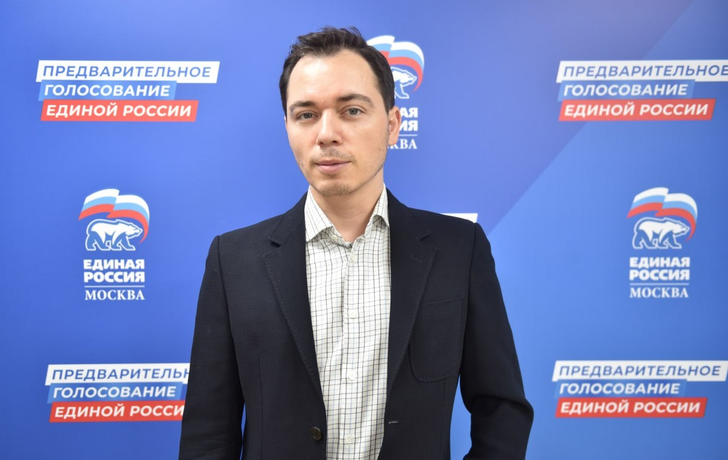 ПРЕДВАРИТЕЛЬНОЕ
ГОЛОСОВАНИЕ
ЕДИНОЙ РОССИИ
МОСКВА
ПРЕДВАРИТЕЛЬНОЕ
ГОЛОСОВАНИЕ
ЕДИНОЙ РОССИИ
ЕДИНАЯ
РОССИЯ
МОСКВА
ЕДИНАЯ
РОССИЯ
МОСКВА
ПРЕДВАРИТЕЛЬНОЕ
ГОЛОСОВАНИЕ
ЕДИНОЙ РОССИИ
ПРЕДВАРИТЕЛЬНОЕ
ГОЛОСОВАНИЕ
ЕДИНОЙ РОССИИ